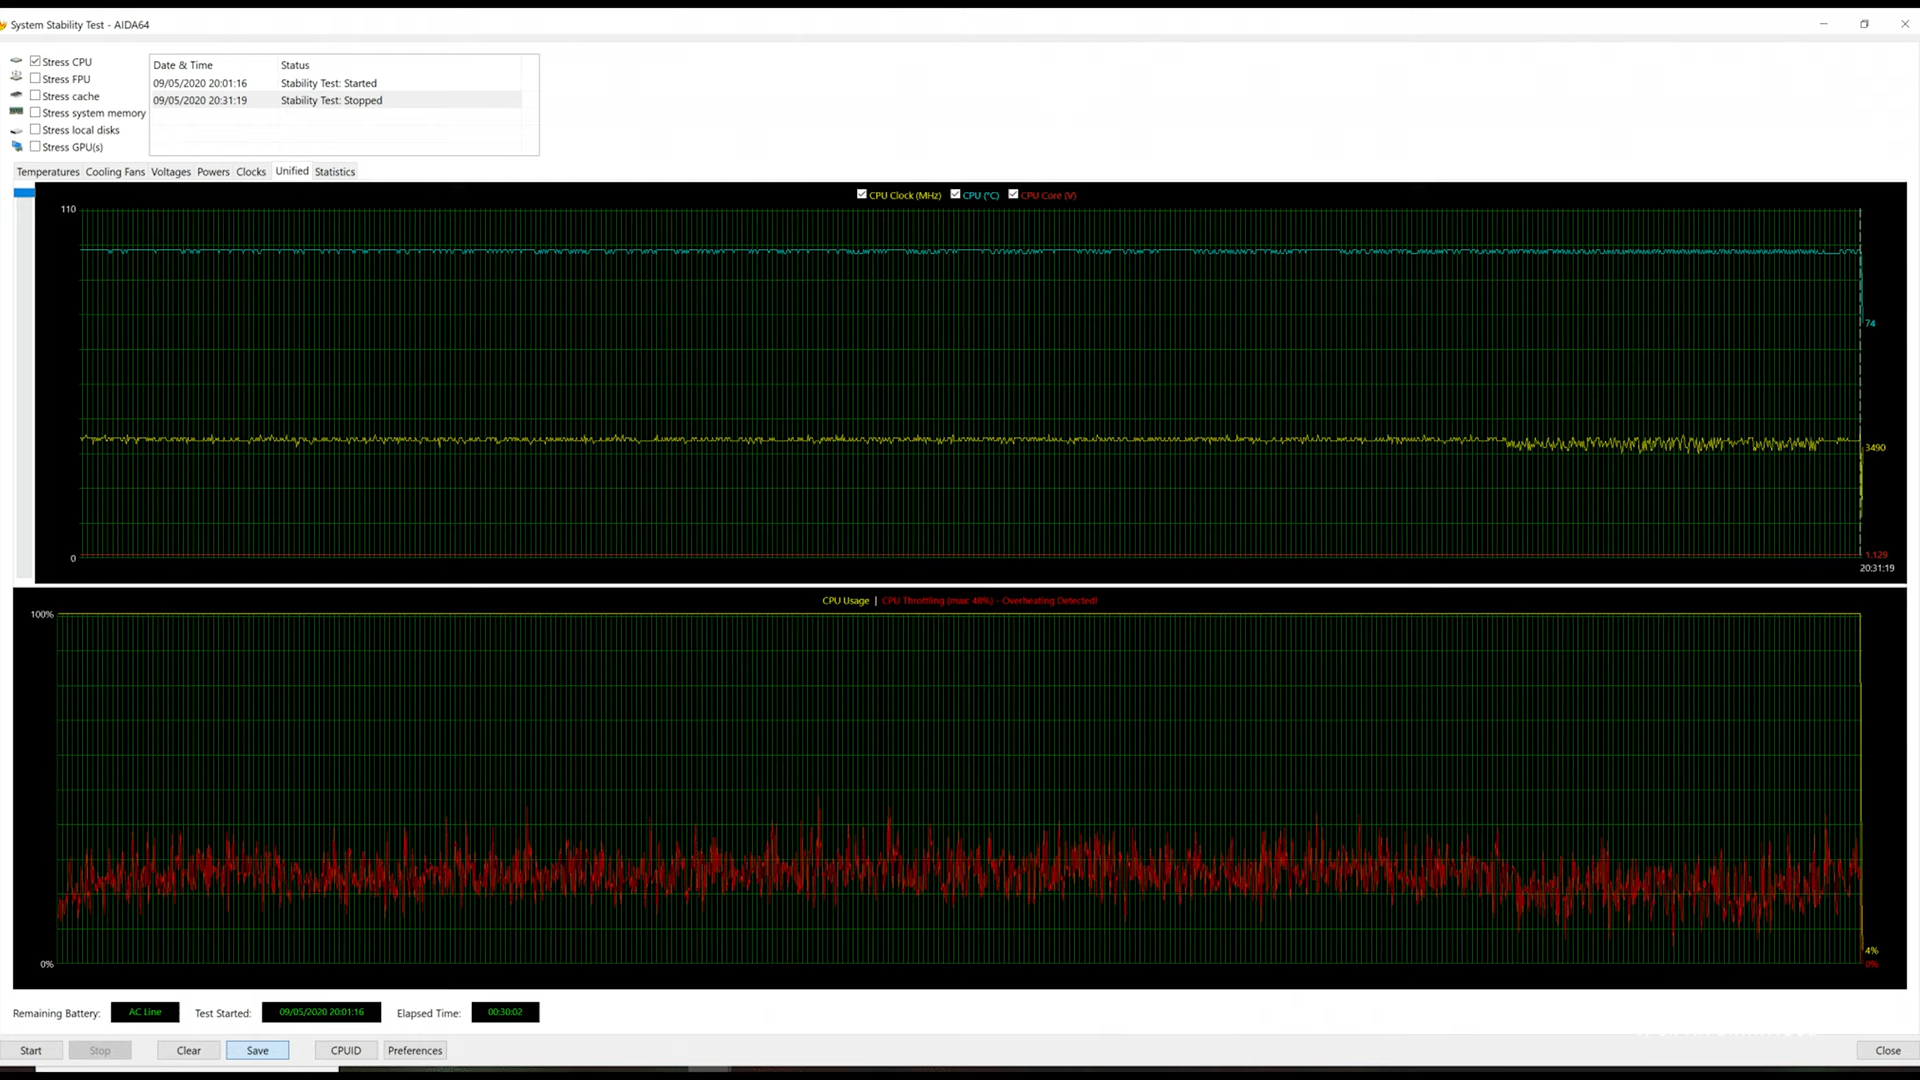 System Stability Test - AIDA64
Stress CPU
Stress FPU
Stress cache
Stress system memory
Stress local disks
Stress GPU(s)
Date & Time Status
09/05/2020 20:01:16 Stability Test: Started
09/05/2020 20:31:19 Stability Test: Stopped
Temperatures Cooling Fans Voltages Powers Clocks Unified Statistics
CPU Clock (MHz) CPU (°C) CPU Core (V)
110
74
3490
0
1.129
20:31:19
CPU Usage | CPU Throttling (max: 48%) - Overheating Detected!
100%
4%
0%
0%
Remaining Battery: AC Line Test Started: 09/05/2020 20:01:16 Elapsed Time: 00:30:02
Start Stop Clear Save CPUID Preferences Close